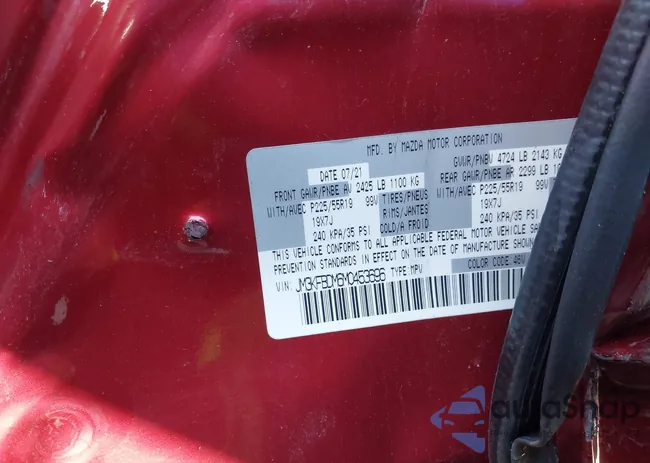 MFD. BY MAZDA MOTOR CORPORATION
DATE 07/21
GVWR/PNBV 4724 LB 2143 KG
FRONT GAWR/PNBE AV 2425 LB 1100 KG
REAR GAWR/PNBE AR 2299 LB
WITH/AVEC P225/55R19 99V TIRES/PNEUS WITH/AVEC P225/55R19 99V
19X7J RIMS/JANTES 19X7J
240 KPA/35 PSI COLD/A FROID 240 KPA/35 PSI
THIS VEHICLE CONFORMS TO ALL APPLICABLE FEDERAL MOTOR VEHICLE
PREVENTION STANDARDS IN EFFECT ON THE DATE OF MANUFACTURE SHOWN
COLOR CODE: 46V
VIN: JM3KFBDM6M0453696 TYPE: MPV
autoShap